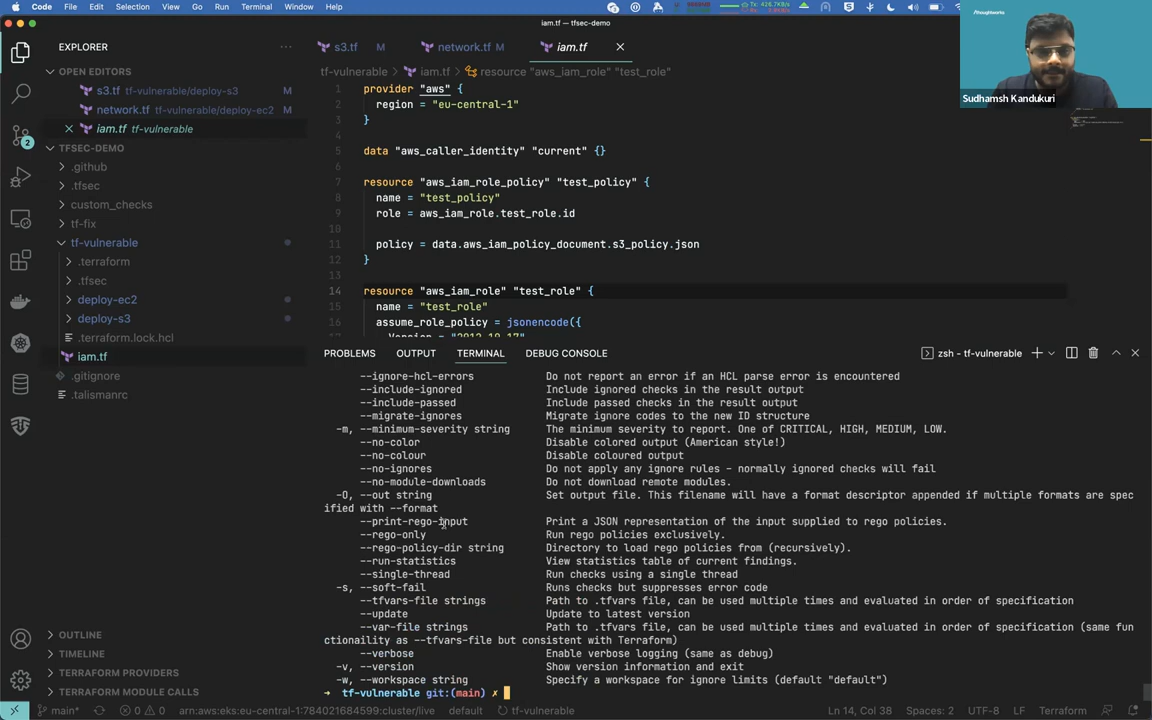 Code File Edit Selection View Go Run Terminal Window Help
iam.tf — tfsec-demo
/thoughtworks
Sudhamsh Kandukuri
EXPLORER
OPEN EDITORS
s3.tf tf-vulnerable/deploy-s3 M
network.tf tf-vulnerable/deploy-ec2 M
iam.tf tf-vulnerable
TFSEC-DEMO
.github
.tfsec
custom_checks
tf-fix
tf-vulnerable
.terraform
.tfsec
deploy-ec2
deploy-s3
.terraform.lock.hcl
iam.tf
.gitignore
.talismanrc
OUTLINE
TIMELINE
TERRAFORM PROVIDERS
TERRAFORM MODULE CALLS
2
s3.tf M network.tf M iam.tf
tf-vulnerable > iam.tf > resource "aws_iam_role" "test_role"
1 provider "aws" {
2 region = "eu-central-1"
3 }
4
5 data "aws_caller_identity" "current" {}
6
7 resource "aws_iam_role_policy" "test_policy" {
8 name = "test_policy"
9 role = aws_iam_role.test_role.id
10
11 policy = data.aws_iam_policy_document.s3_policy.json
12 }
13
14 resource "aws_iam_role" "test_role" {
15 name = "test_role"
16 assume_role_policy = jsonencode({
PROBLEMS OUTPUT TERMINAL DEBUG CONSOLE
zsh - tf-vulnerable
--ignore-hcl-errors Do not report an error if an HCL parse error is encountered
--include-ignored Include ignored checks in the result output
--include-passed Include passed checks in the result output
--migrate-ignores Migrate ignore codes to the new ID structure
-m, --minimum-severity string The minimum severity to report. One of CRITICAL, HIGH, MEDIUM, LOW.
--no-color Disable colored output (American style!)
--no-colour Disable coloured output
--no-ignores Do not apply any ignore rules - normally ignored checks will fail
--no-module-downloads Do not download remote modules.
-O, --out string Set output file. This filename will have a format descriptor appended if multiple formats are spec
ified with --format
--print-rego-input Print a JSON representation of the input supplied to rego policies.
--rego-only Run rego policies exclusively.
--rego-policy-dir string Directory to load rego policies from (recursively).
--run-statistics View statistics table of current findings.
--single-thread Run checks using a single thread
-s, --soft-fail Runs checks but suppresses error code
--tfvars-file strings Path to .tfvars file, can be used multiple times and evaluated in order of specification
--update Update to latest version
--var-file strings Path to .tfvars file, can be used multiple times and evaluated in order of specification (same fun
ctionality as --tfvars-file but consistent with Terraform)
--verbose Enable verbose logging (same as debug)
-v, --version Show version information and exit
-w, --workspace string Specify a workspace for ignore limits (default "default")
→ tf-vulnerable git:(main) ✗
main* 0 0 arn:aws:eks:eu-central-1:784021684599:cluster/live default tf-vulnerable Ln 14, Col 38 Spaces: 2 UTF-8 LF Terraform